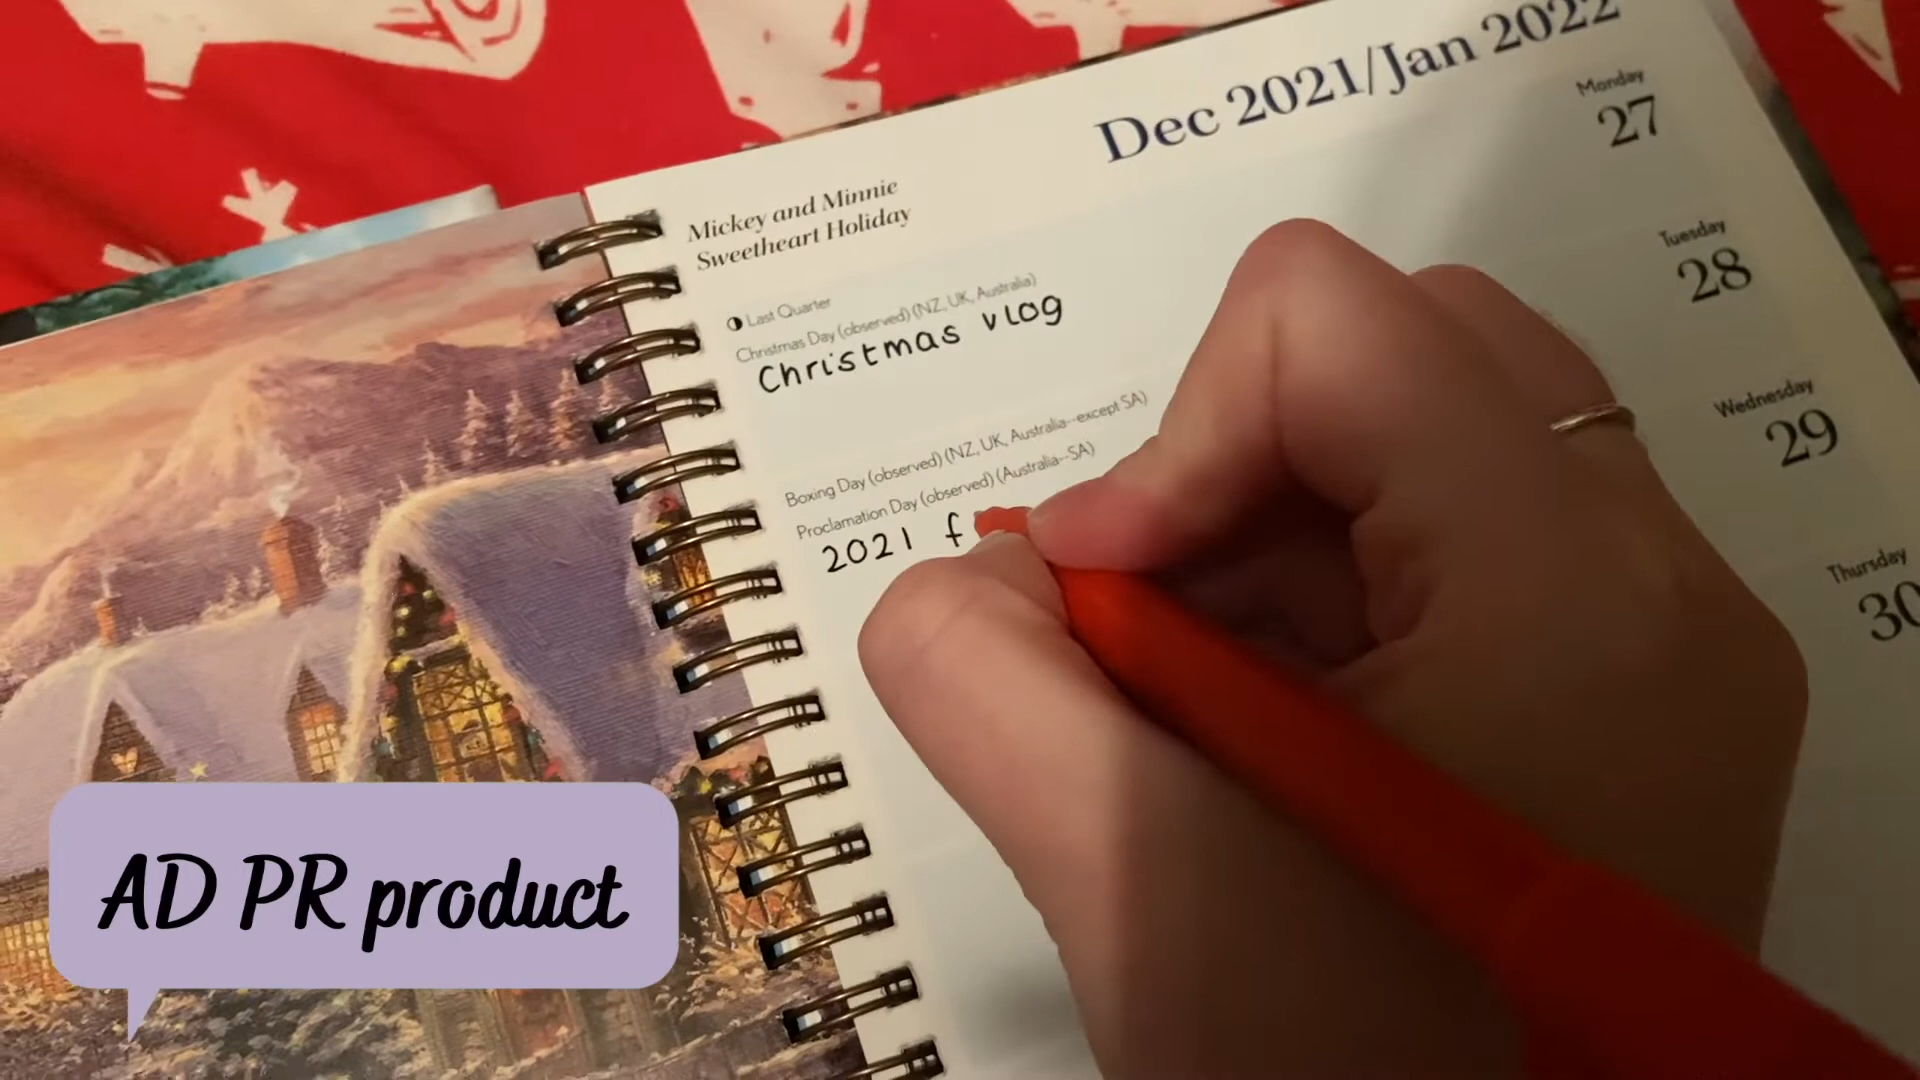 Dec 2021/Jan 2022
Mickey and Minnie
Sweetheart Holiday
Monday
27
Last Quarter
Christmas Day (observed) (NZ, UK, Australia)
Christmas vlog
Tuesday
28
Boxing Day (observed) (NZ, UK, Australia--except SA)
Proclamation Day (observed) (Australia--SA)
2021 f
Wednesday
29
Thursday
30
AD PR product